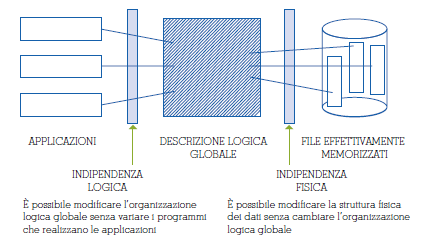 APPLICAZIONI
DESCRIZIONE LOGICA
GLOBALE
FILE EFFETTIVAMENTE
MEMORIZZATI
INDIPENDENZA
LOGICA
INDIPENDENZA
FISICA
È possibile modificare l'organizzazione
logica globale senza variare i programmi
che realizzano le applicazioni
È possibile modificare la struttura fisica
dei dati senza cambiare l'organizzazione
logica globale